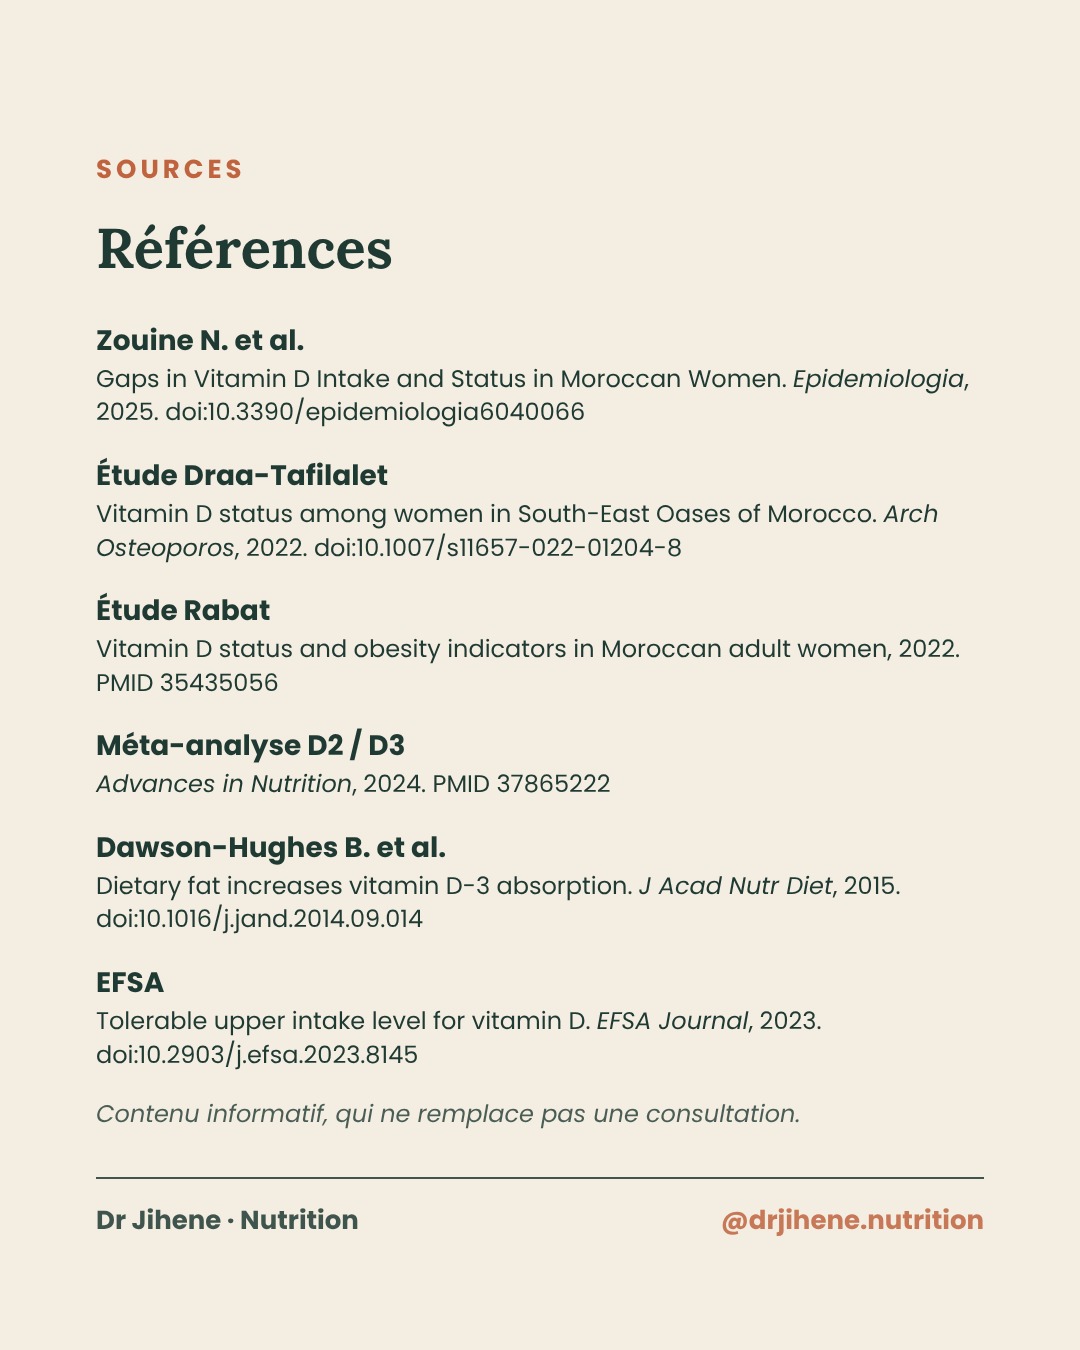 SOURCES
Références
Zouine N. et al.
Gaps in Vitamin D Intake and Status in Moroccan Women. Epidemiologia,
2025. doi:10.3390/epidemiologia6040066
Étude Draa-Tafilalet
Vitamin D status among women in South-East Oases of Morocco. Arch
Osteoporos, 2022. doi:10.1007/s11657-022-01204-8
Étude Rabat
Vitamin D status and obesity indicators in Moroccan adult women, 2022.
PMID 35435056
Méta-analyse D2 / D3
Advances in Nutrition, 2024. PMID 37865222
Dawson-Hughes B. et al.
Dietary fat increases vitamin D-3 absorption. J Acad Nutr Diet, 2015.
doi:10.1016/j.jand.2014.09.014
EFSA
Tolerable upper intake level for vitamin D. EFSA Journal, 2023.
doi:10.2903/j.efsa.2023.8145
Contenu informatif, qui ne remplace pas une consultation.
Dr Jihene · Nutrition
@drjihene.nutrition